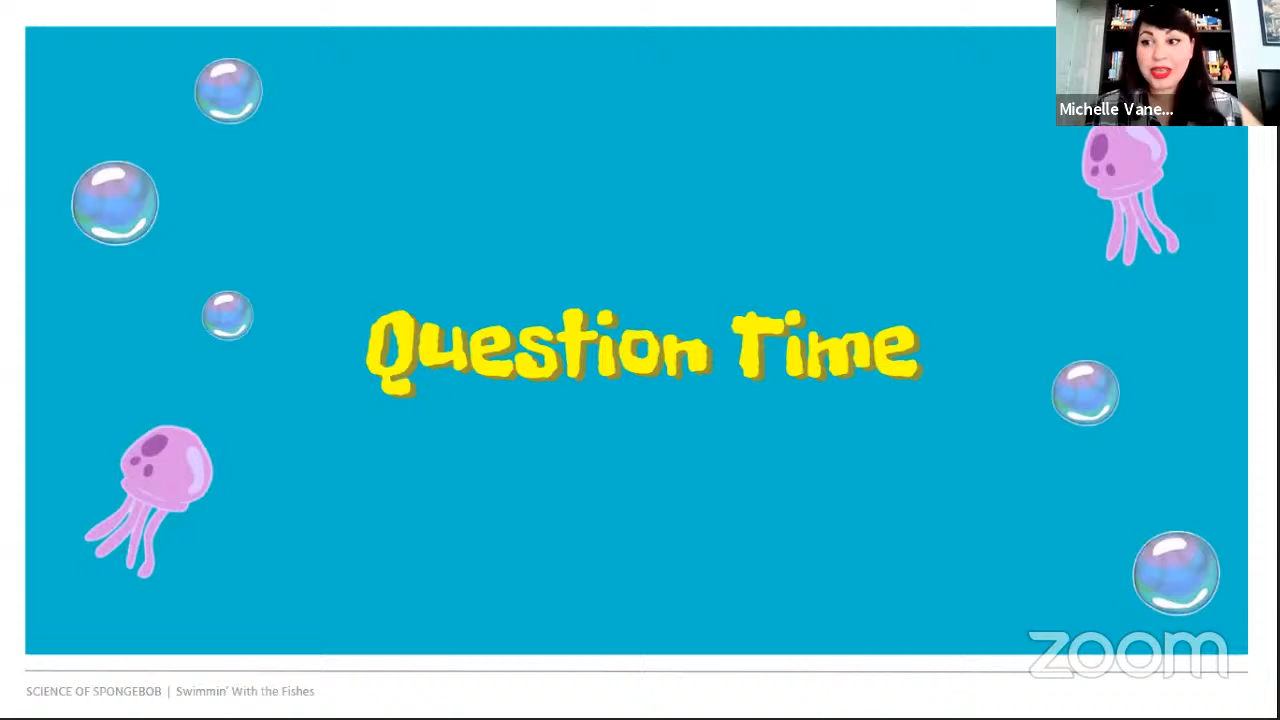 Michelle Vane...
Question Time
zoom
SCIENCE OF SPONGEBOB | Swimmin' With the Fishes